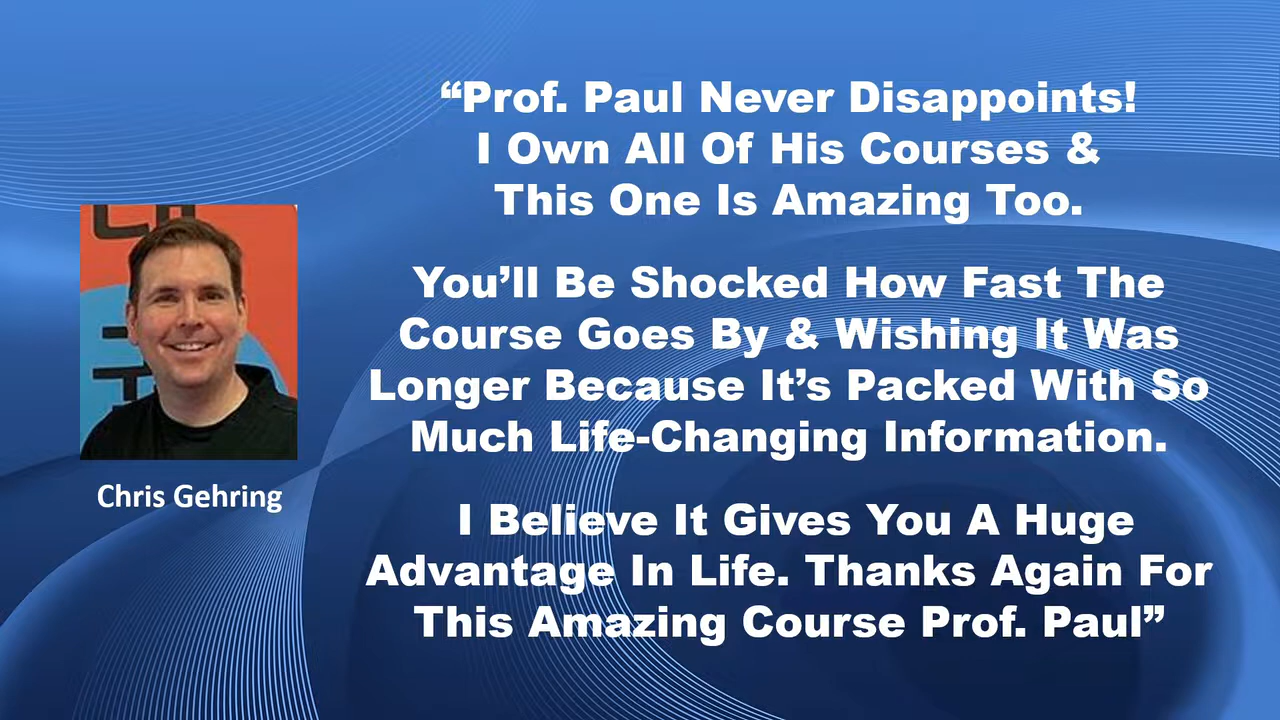 “Prof. Paul Never Disappoints!
I Own All Of His Courses &
This One Is Amazing Too.
You’ll Be Shocked How Fast The
Course Goes By & Wishing It Was
Longer Because It’s Packed With So
Much Life-Changing Information.
I Believe It Gives You A Huge
Advantage In Life. Thanks Again For
This Amazing Course Prof. Paul”
Chris Gehring